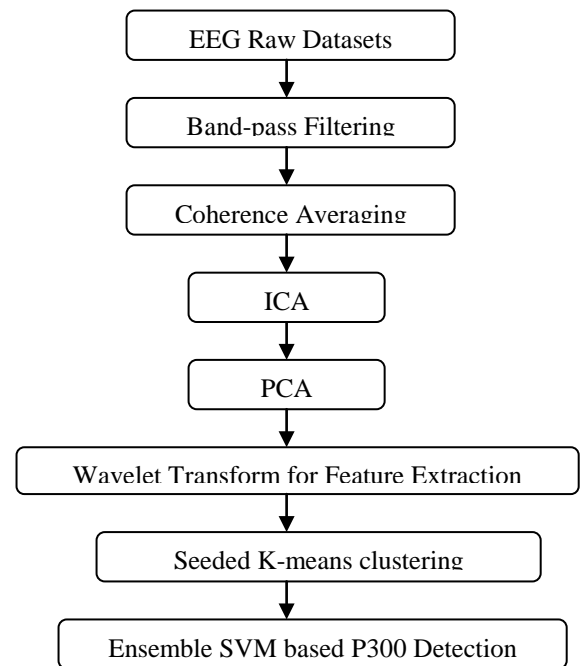 EEG Raw Datasets
Band-pass Filtering
Coherence Averaging
ICA
PCA
Wavelet Transform for Feature Extraction
Seeded K-means clustering
Ensemble SVM based P300 Detection